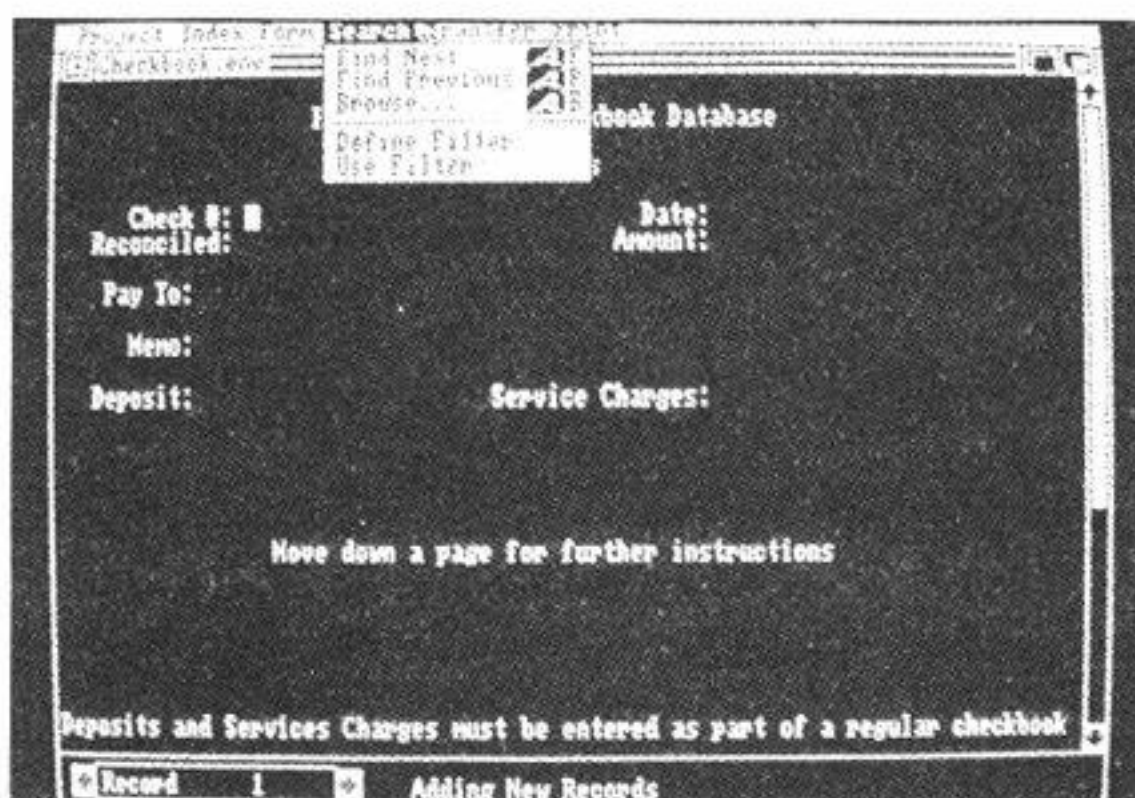 Project Index Form Search Transfer Print
Checkbook.env
Find Next F
Find Previous P
Browse... B
Define Filter
Use Filter
kbook Database
s
Check #: Date:
Reconciled: Amount:
Pay To:
Memo:
Deposit: Service Charges:
Move down a page for further instructions
Deposits and Services Charges must be entered as part of a regular checkbook
Record 1 Adding New Records